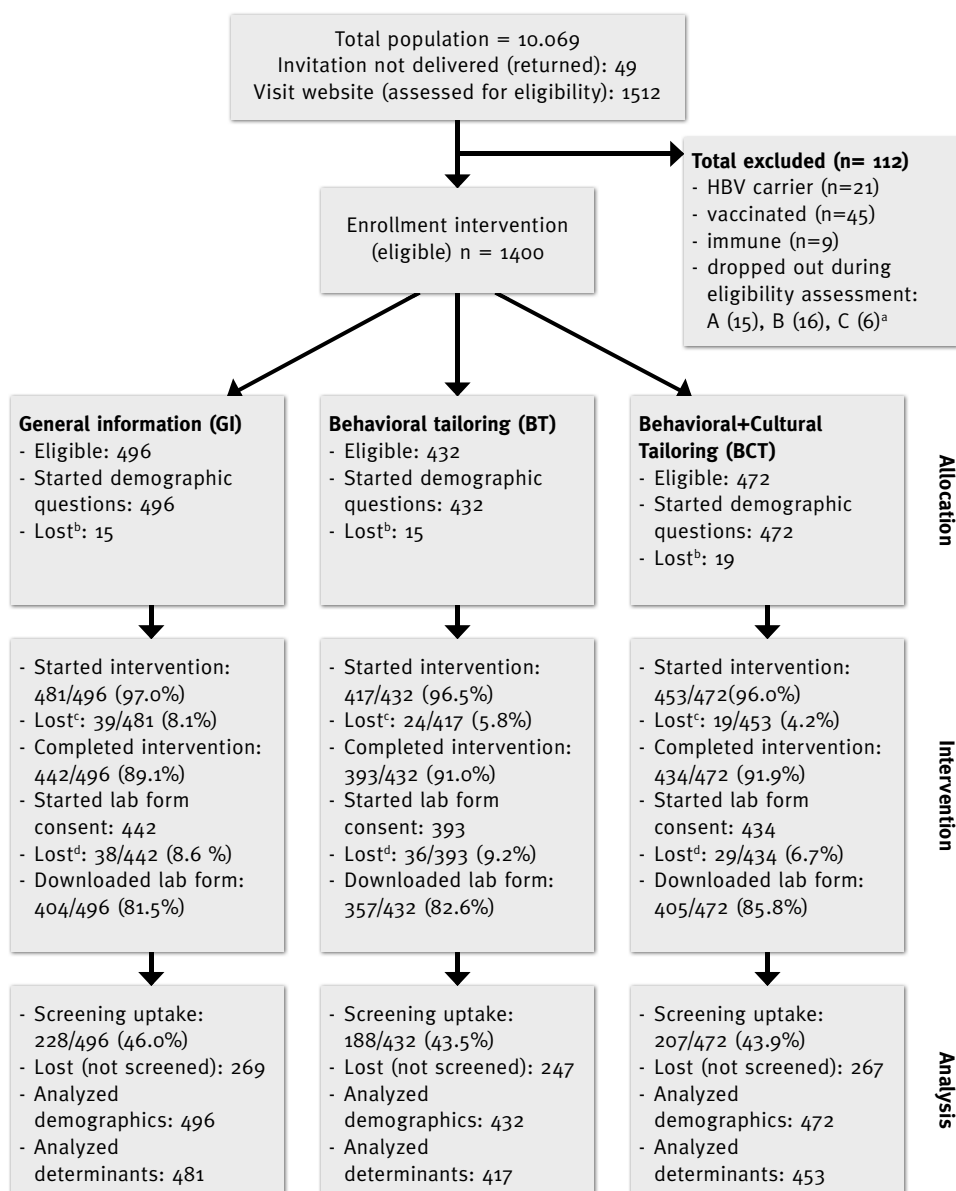 Total population = 10.069
Invitation not delivered (returned): 49
Visit website (assessed for eligibility): 1512
Total excluded (n= 112)
- HBV carrier (n=21)
- vaccinated (n=45)
- immune (n=9)
- dropped out during
eligibility assessment:
A (15), B (16), C (6)ᵃ
Enrollment intervention
(eligible) n = 1400
General information (GI)
- Eligible: 496
- Started demographic
questions: 496
- Lostᵇ: 15
Behavioral tailoring (BT)
- Eligible: 432
- Started demographic
questions: 432
- Lostᵇ: 15
Behavioral+Cultural
Tailoring (BCT)
- Eligible: 472
- Started demographic
questions: 472
- Lostᵇ: 19
Allocation
- Started intervention:
481/496 (97.0%)
- Lostᶜ: 39/481 (8.1%)
- Completed intervention:
442/496 (89.1%)
- Started lab form
consent: 442
- Lostᵈ: 38/442 (8.6 %)
- Downloaded lab form:
404/496 (81.5%)
- Started intervention:
417/432 (96.5%)
- Lostᶜ: 24/417 (5.8%)
- Completed intervention:
393/432 (91.0%)
- Started lab form
consent: 393
- Lostᵈ: 36/393 (9.2%)
- Downloaded lab form:
357/432 (82.6%)
- Started intervention:
453/472(96.0%)
- Lostᶜ: 19/453 (4.2%)
- Completed intervention:
434/472 (91.9%)
- Started lab form
consent: 434
- Lostᵈ: 29/434 (6.7%)
- Downloaded lab form:
405/472 (85.8%)
Intervention
- Screening uptake:
228/496 (46.0%)
- Lost (not screened): 269
- Analyzed
demographics: 496
- Analyzed
determinants: 481
- Screening uptake:
188/432 (43.5%)
- Lost (not screened): 247
- Analyzed
demographics: 432
- Analyzed
determinants: 417
- Screening uptake:
207/472 (43.9%)
- Lost (not screened): 267
- Analyzed
demographics: 472
- Analyzed
determinants: 453
Analysis